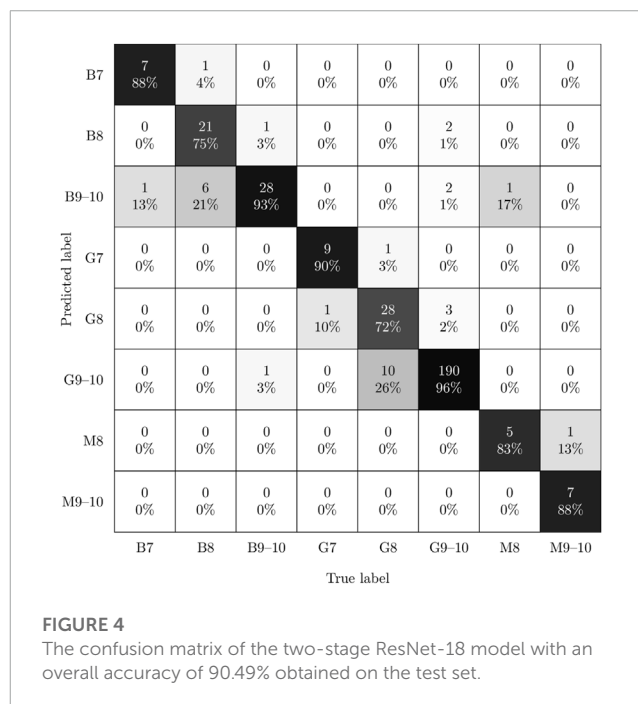 B7
7 1 0 0 0 0 0 0
88% 4% 0% 0% 0% 0% 0% 0%
B8
0 21 1 0 0 2 0 0
0% 75% 3% 0% 0% 1% 0% 0%
B9–10
1 6 28 0 0 2 1 0
13% 21% 93% 0% 0% 1% 17% 0%
G7
0 0 0 9 1 0 0 0
0% 0% 0% 90% 3% 0% 0% 0%
G8
0 0 0 1 28 3 0 0
0% 0% 0% 10% 72% 2% 0% 0%
G9–10
0 0 1 0 10 190 0 0
0% 0% 3% 0% 26% 96% 0% 0%
M8
0 0 0 0 0 0 5 1
0% 0% 0% 0% 0% 0% 83% 13%
M9–10
0 0 0 0 0 0 0 7
0% 0% 0% 0% 0% 0% 0% 88%
Predicted label
B7 B8 B9–10 G7 G8 G9–10 M8 M9–10
True label
FIGURE 4
The confusion matrix of the two-stage ResNet-18 model with an
overall accuracy of 90.49% obtained on the test set.